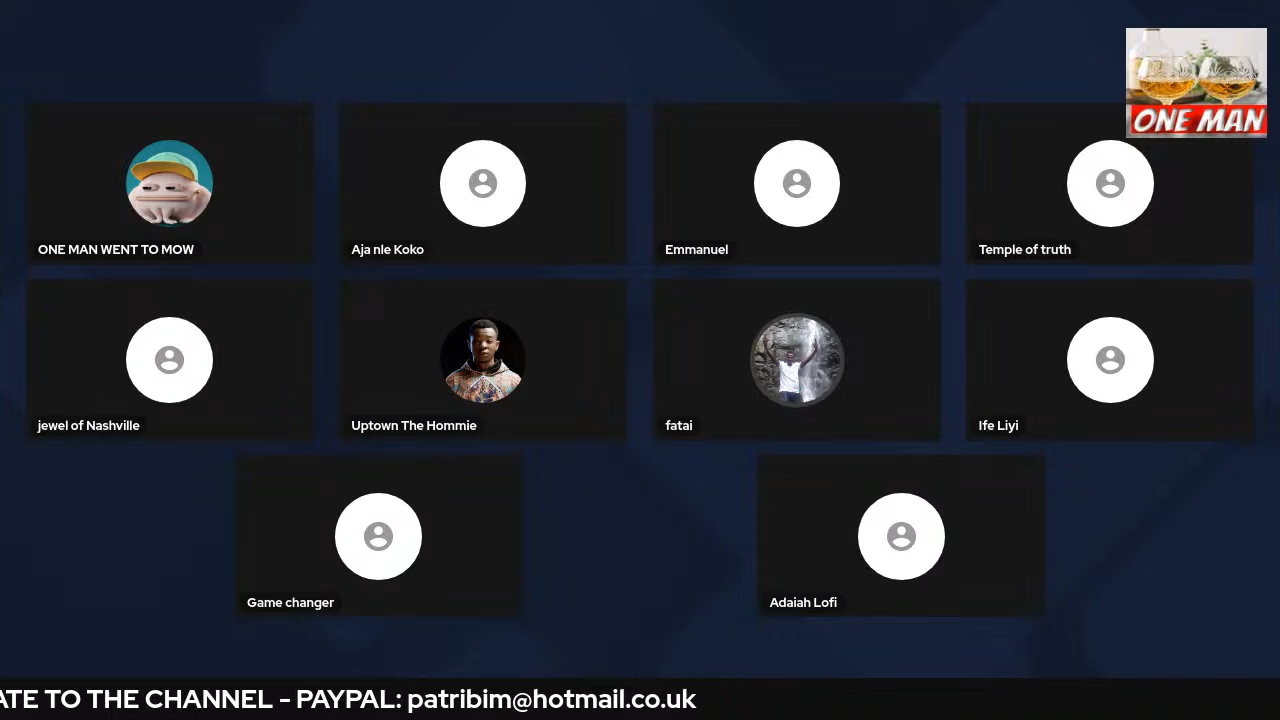 ONE MAN
ONE MAN WENT TO MOW
Aja nle Koko
Emmanuel
Temple of truth
jewel of Nashville
Uptown The Hommie
fatai
Ife Liyi
Game changer
Adaiah Lofi
ATE TO THE CHANNEL - PAYPAL: patribim@hotmail.co.uk